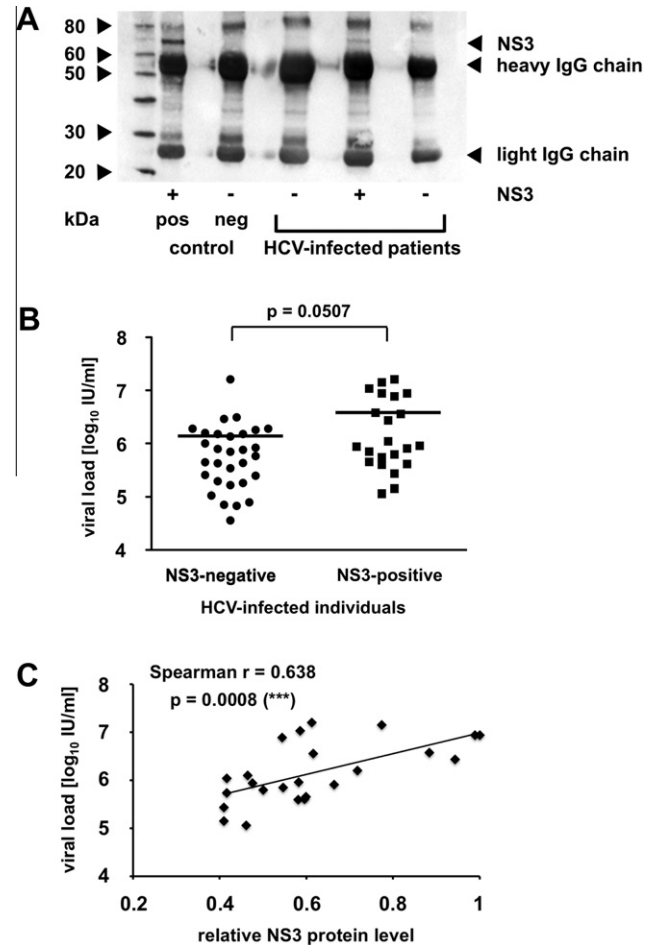 A
80
60
50
30
20
kDa
NS3
heavy IgG chain
light IgG chain
+ - - + - NS3
pos neg
control HCV-infected patients
B
p = 0.0507
viral load [log10 IU/ml]
8
7
6
5
4
NS3-negative NS3-positive
HCV-infected individuals
C
Spearman r = 0.638
p = 0.0008 (***)
viral load [log10 IU/ml]
8
7
6
5
4
0.2 0.4 0.6 0.8 1
relative NS3 protein level